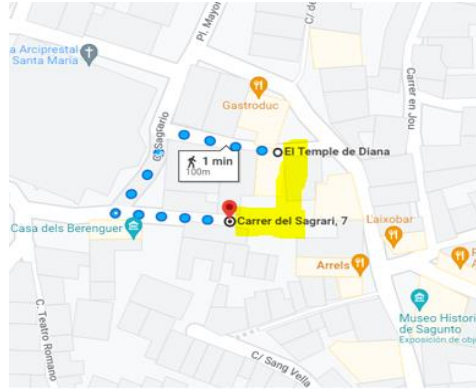 Pl. Mayor
C/ de
a Arciprestal
Santa María
Carrer en Jou
Gastroduc
C/ Sagrario
El Temple de Diana
1 min
100m
Carrer del Sagrari, 7
Laixobar
Casa dels Berenguer
Arrels
C. Teatro Romano
Museo Histori
de Sagunto
Exposición de obj
C/ Sang Vella